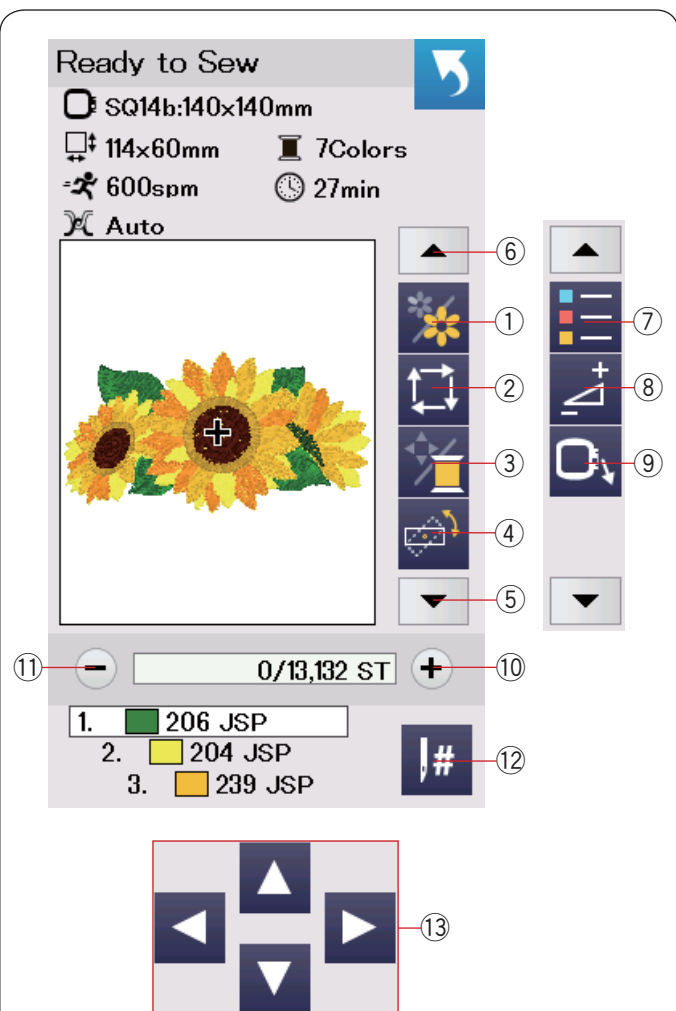 Ready to Sew
SQ14b:140x140mm
114x60mm 7Colors
600spm 27min
Auto
⑥
① ⑦
② ⑧
③ ⑨
④
⑤
⑪ − 0/13,132 ST + ⑩
1. 206 JSP
2. 204 JSP
# ⑫
3. 239 JSP
⑬